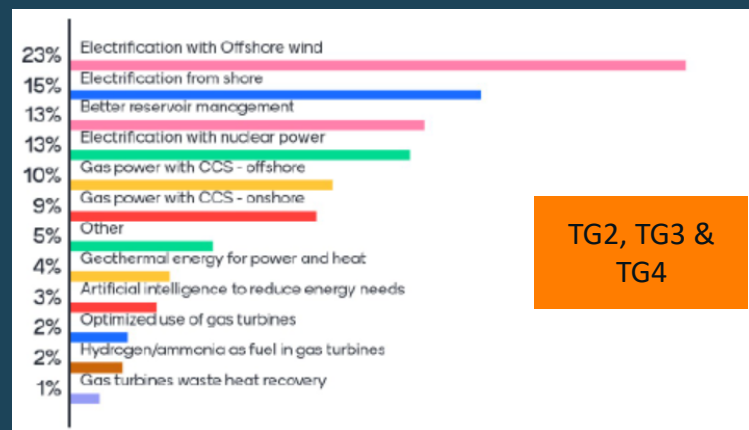 23% Electrification with Offshore wind
15% Electrification from shore
13% Better reservoir management
13% Electrification with nuclear power
10% Gas power with CCS - offshore
9% Gas power with CCS - onshore
5% Other
4% Geothermal energy for power and heat
3% Artificial intelligence to reduce energy needs
2% Optimized use of gas turbines
2% Hydrogen/ammonia as fuel in gas turbines
1% Gas turbines waste heat recovery
TG2, TG3 &
TG4